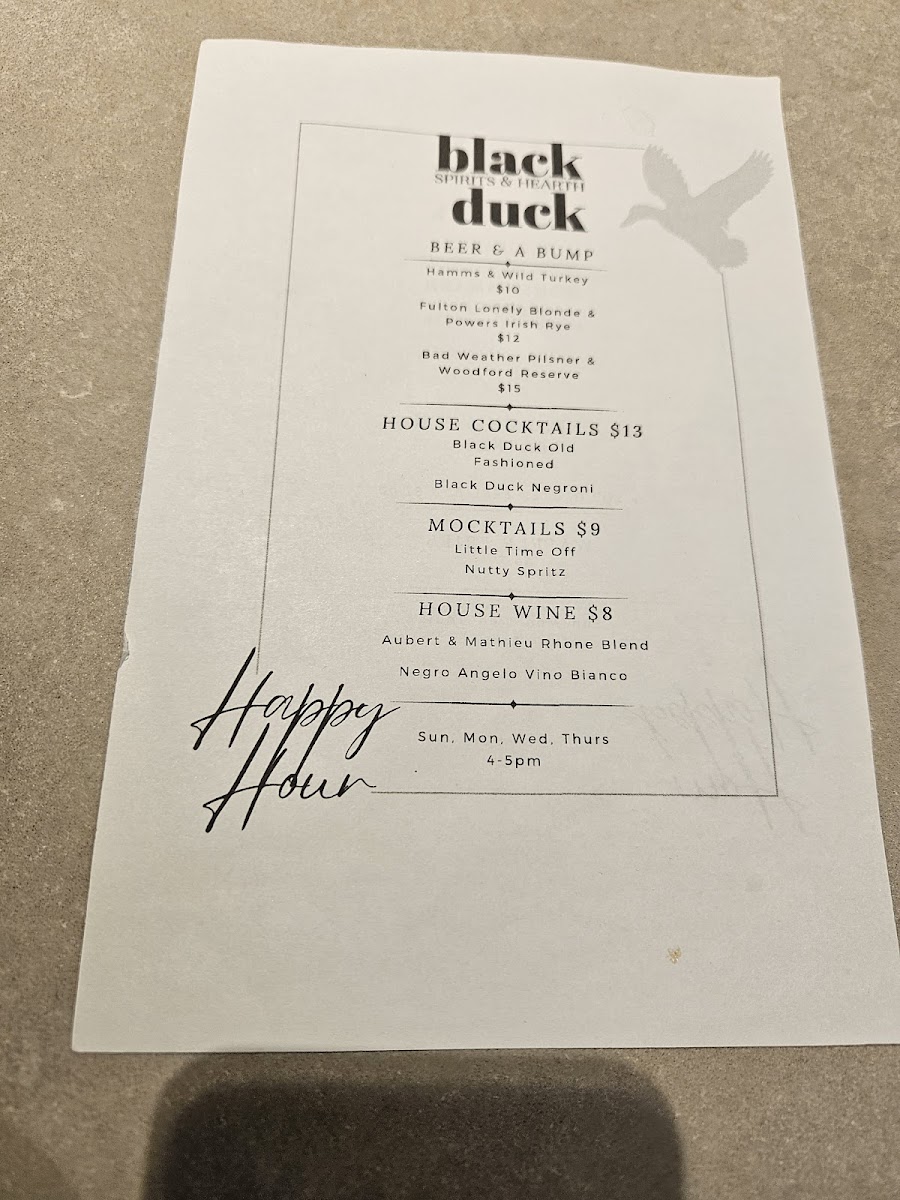 black
SPIRITS & HEARTH
duck
BEER & A BUMP
Hamms & Wild Turkey
$10
Fulton Lonely Blonde &
Powers Irish Rye
$12
Bad Weather Pilsner &
Woodford Reserve
$15
HOUSE COCKTAILS $13
Black Duck Old
Fashioned
Black Duck Negroni
MOCKTAILS $9
Little Time Off
Nutty Spritz
HOUSE WINE $8
Aubert & Mathieu Rhone Blend
Negro Angelo Vino Bianco
Happy
Hour
Sun, Mon, Wed, Thurs
4-5pm